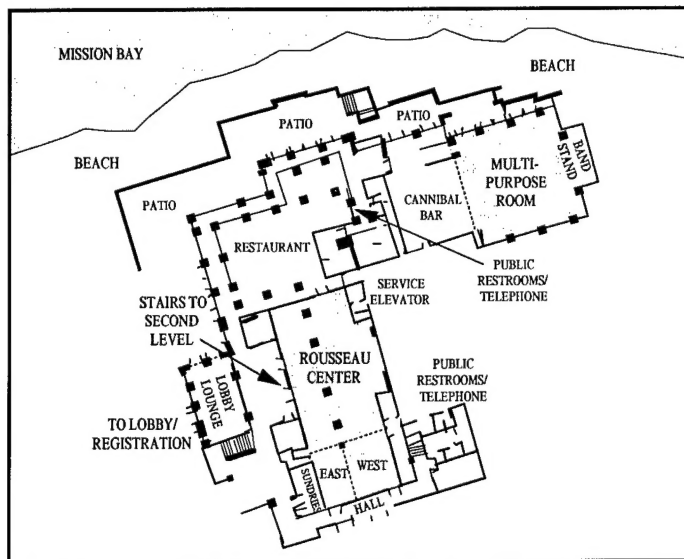 MISSION BAY
BEACH
PATIO
PATIO
BEACH
BAND
STAND
MULTI-
PURPOSE
ROOM
CANNIBAL
BAR
PATIO
RESTAURANT
PUBLIC
RESTROOMS/
TELEPHONE
SERVICE
ELEVATOR
STAIRS TO
SECOND
LEVEL
ROUSSEAU
CENTER
PUBLIC
RESTROOMS/
TELEPHONE
LOBBY
LOUNGE
TO LOBBY/
REGISTRATION
SUNDRIES
EAST
WEST
HALL